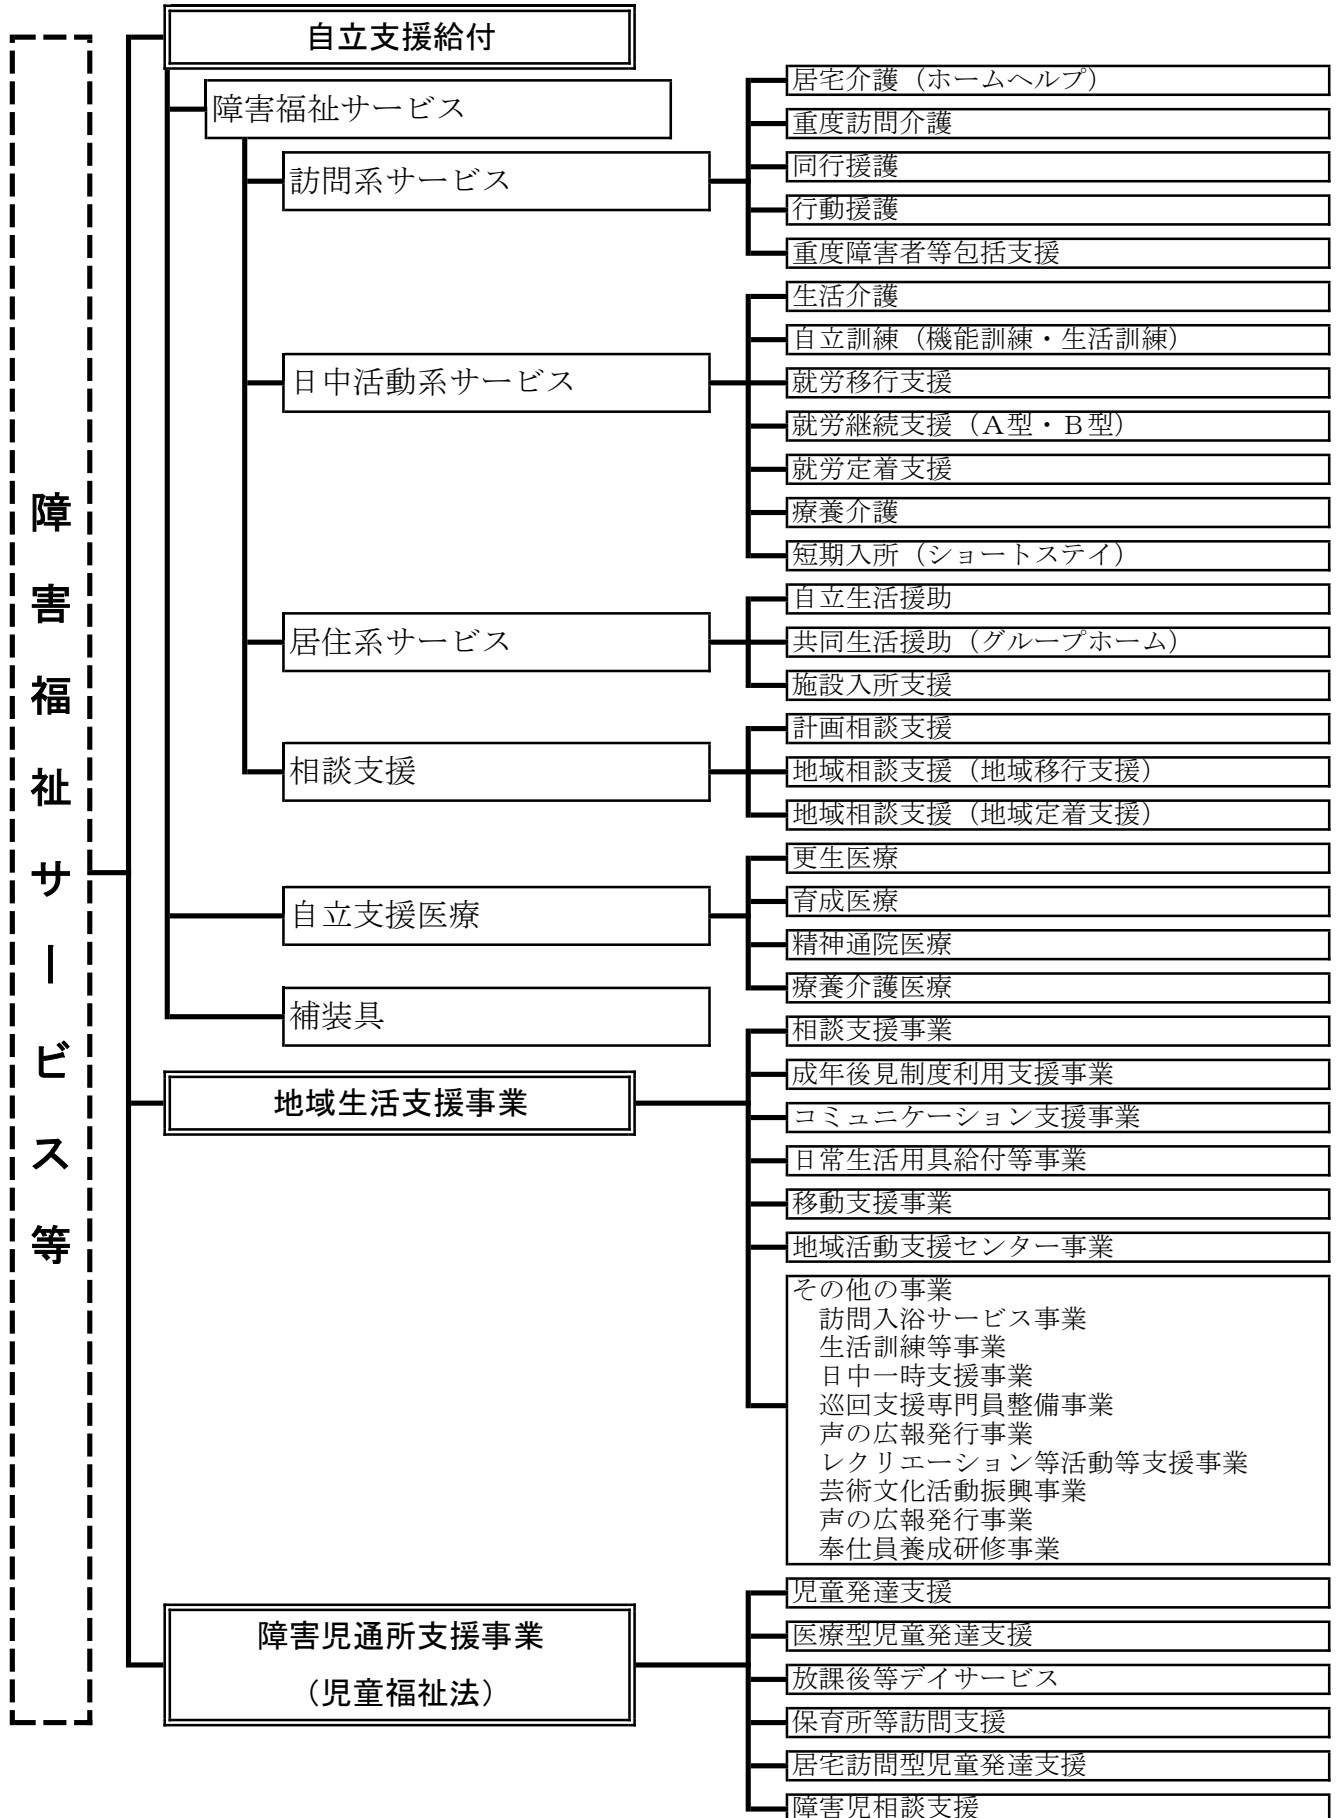 障害福祉サービス等
自立支援給付
障害福祉サービス
訪問系サービス
居宅介護（ホームヘルプ）
重度訪問介護
同行援護
行動援護
重度障害者等包括支援
日中活動系サービス
生活介護
自立訓練（機能訓練・生活訓練）
就労移行支援
就労継続支援（Ａ型・Ｂ型）
就労定着支援
療養介護
短期入所（ショートステイ）
居住系サービス
自立生活援助
共同生活援助（グループホーム）
施設入所支援
相談支援
計画相談支援
地域相談支援（地域移行支援）
地域相談支援（地域定着支援）
自立支援医療
更生医療
育成医療
精神通院医療
療養介護医療
補装具
地域生活支援事業
相談支援事業
成年後見制度利用支援事業
コミュニケーション支援事業
日常生活用具給付等事業
移動支援事業
地域活動支援センター事業
その他の事業
訪問入浴サービス事業
生活訓練等事業
日中一時支援事業
巡回支援専門員整備事業
声の広報発行事業
レクリエーション等活動等支援事業
芸術文化活動振興事業
声の広報発行事業
奉仕員養成研修事業
障害児通所支援事業
（児童福祉法）
児童発達支援
医療型児童発達支援
放課後等デイサービス
保育所等訪問支援
居宅訪問型児童発達支援
障害児相談支援